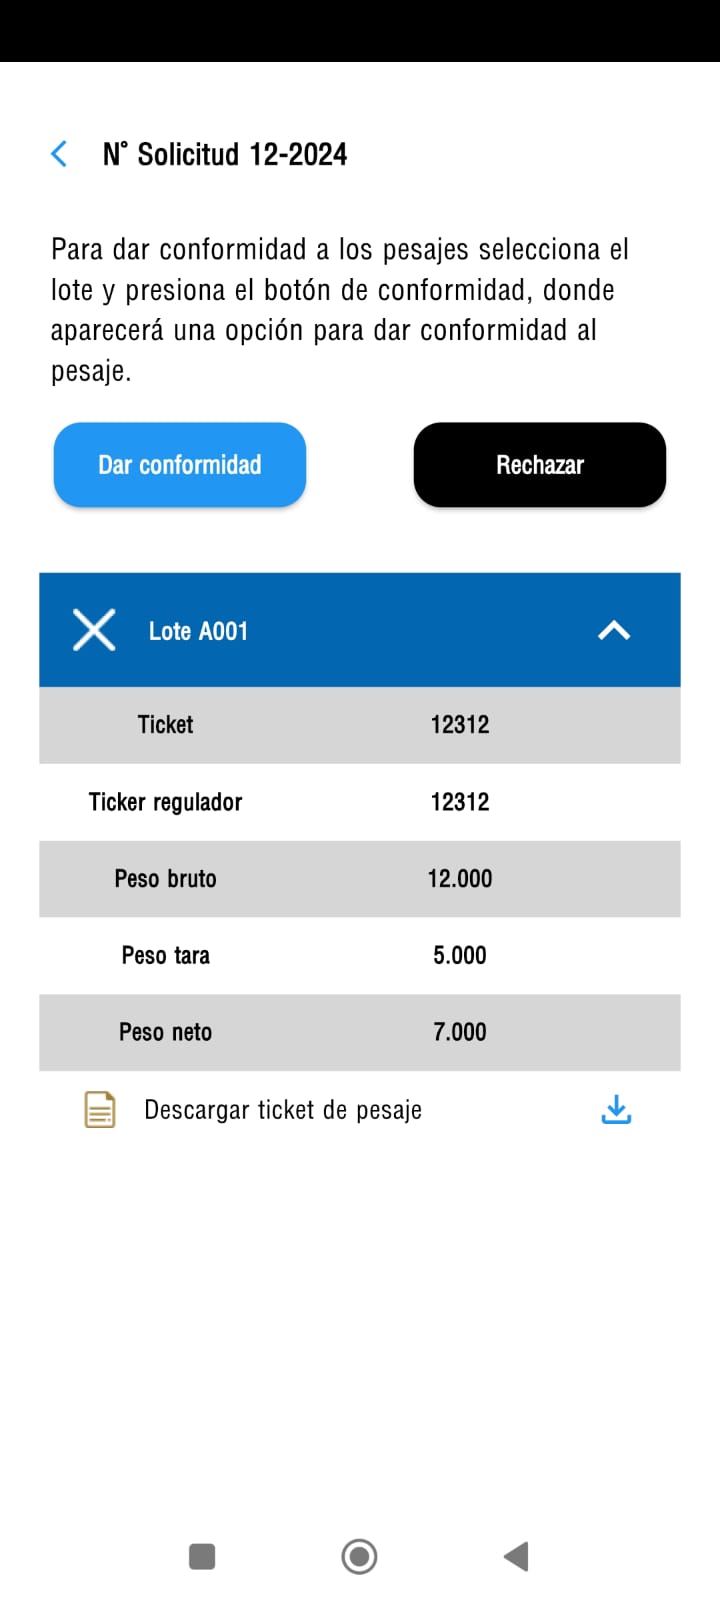 N° Solicitud 12-2024
Para dar conformidad a los pesajes selecciona el
lote y presiona el botón de conformidad, donde
aparecerá una opción para dar conformidad al
pesaje.
Dar conformidad
Rechazar
Lote A001
Ticket 12312
Ticker regulador 12312
Peso bruto 12.000
Peso tara 5.000
Peso neto 7.000
Descargar ticket de pesaje